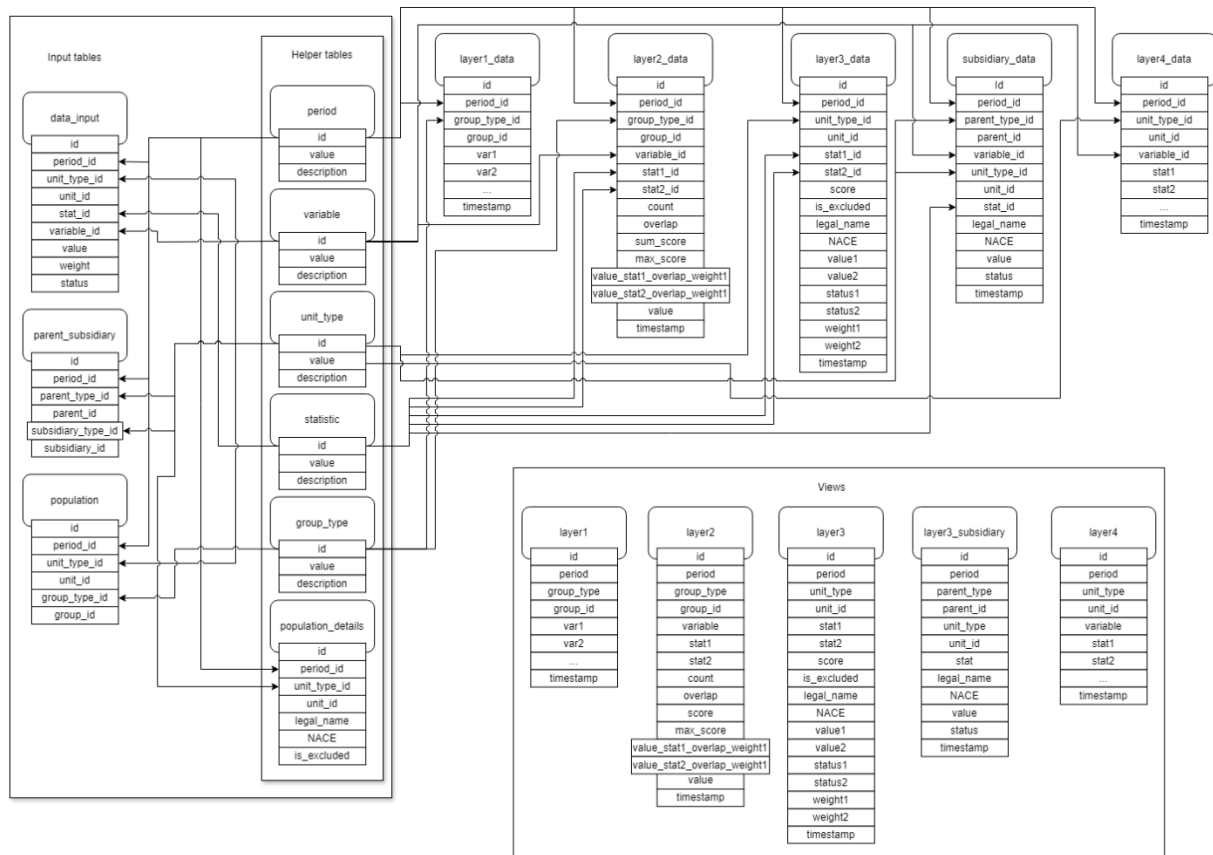 Input tables
data_input
id
period_id
unit_type_id
unit_id
stat_id
variable_id
value
weight
status
parent_subsidiary
id
period_id
parent_type_id
parent_id
subsidiary_type_id
subsidiary_id
population
id
period_id
unit_type_id
unit_id
group_type_id
group_id
Helper tables
period
id
value
description
variable
id
value
description
unit_type
id
value
description
statistic
id
value
description
group_type
id
value
description
population_details
id
period_id
unit_type_id
unit_id
legal_name
NACE
is_excluded
layer1_data
id
period_id
group_type_id
group_id
var1
var2
...
timestamp
layer2_data
id
period_id
group_type_id
group_id
variable_id
stat1_id
stat2_id
count
overlap
sum_score
max_score
value_stat1_overlap_weight1
value_stat2_overlap_weight1
value
timestamp
layer3_data
id
period_id
unit_type_id
unit_id
stat1_id
stat2_id
score
is_excluded
legal_name
NACE
value1
value2
status1
status2
weight1
weight2
timestamp
subsidiary_data
Id
period_id
parent_type_id
parent_id
variable_id
unit_type_id
unit_id
stat_id
legal_name
NACE
value
status
timestamp
layer4_data
id
period_id
unit_type_id
unit_id
variable_id
stat1
stat2
...
timestamp
Views
layer1
id
period
group_type
group_id
var1
var2
...
timestamp
layer2
id
period
group_type
group_id
variable
stat1
stat2
count
overlap
score
max_score
value_stat1_overlap_weight1
value_stat2_overlap_weight1
value
timestamp
layer3
id
period
unit_type
unit_id
stat1
stat2
score
is_excluded
legal_name
NACE
value1
value2
status1
status2
weight1
weight2
timestamp
layer3_subsidiary
id
period
parent_type
parent_id
unit_type
unit_id
stat
legal_name
NACE
value
status
timestamp
layer4
id
period
unit_type
unit_id
variable
stat1
stat2
...
timestamp